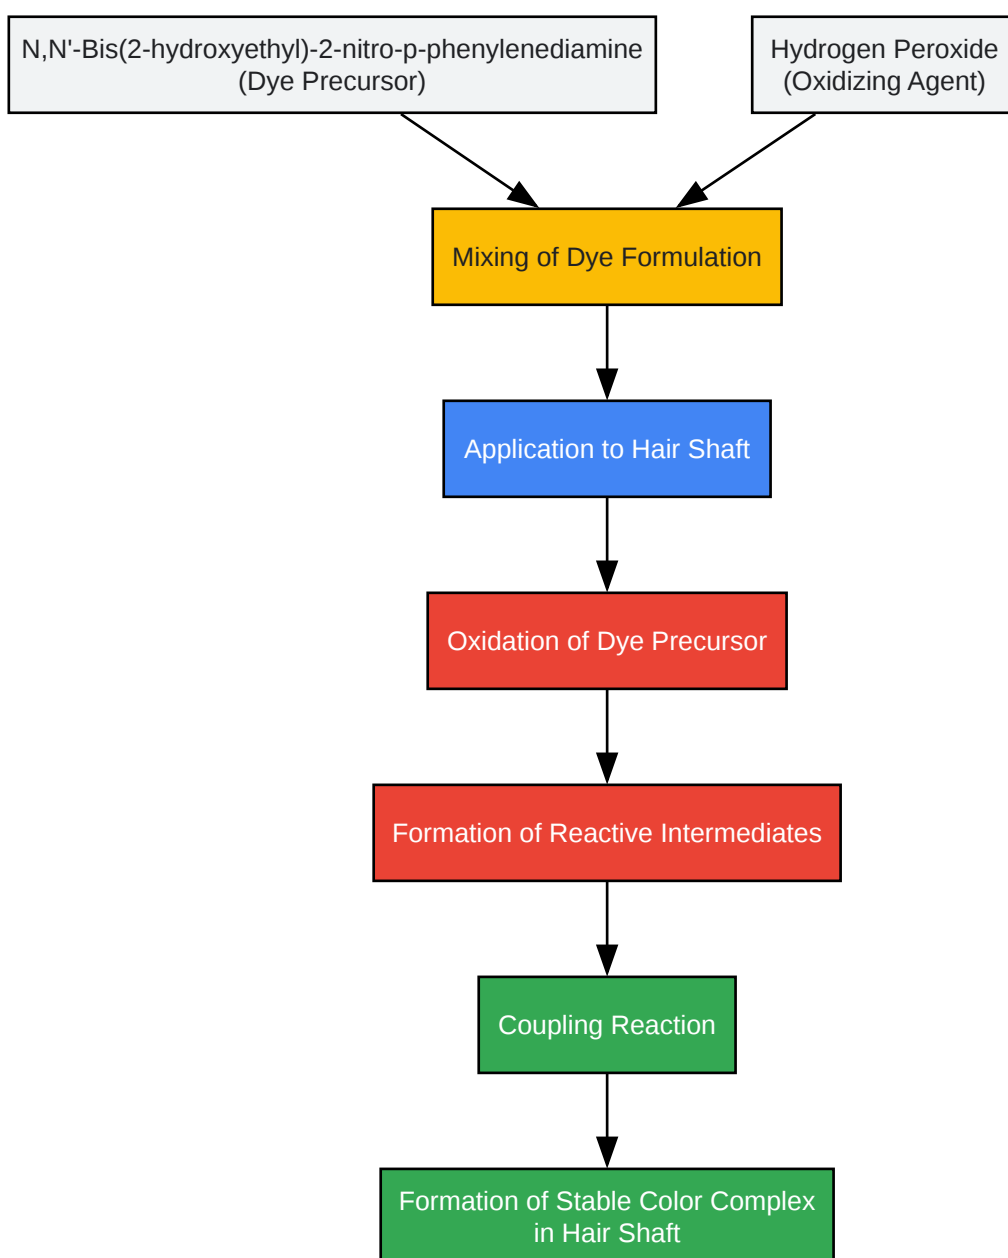 N,N'-Bis(2-hydroxyethyl)-2-nitro-p-phenylenediamine
(Dye Precursor)
Hydrogen Peroxide
(Oxidizing Agent)
Mixing of Dye Formulation
Application to Hair Shaft
Oxidation of Dye Precursor
Formation of Reactive Intermediates
Coupling Reaction
Formation of Stable Color Complex
in Hair Shaft